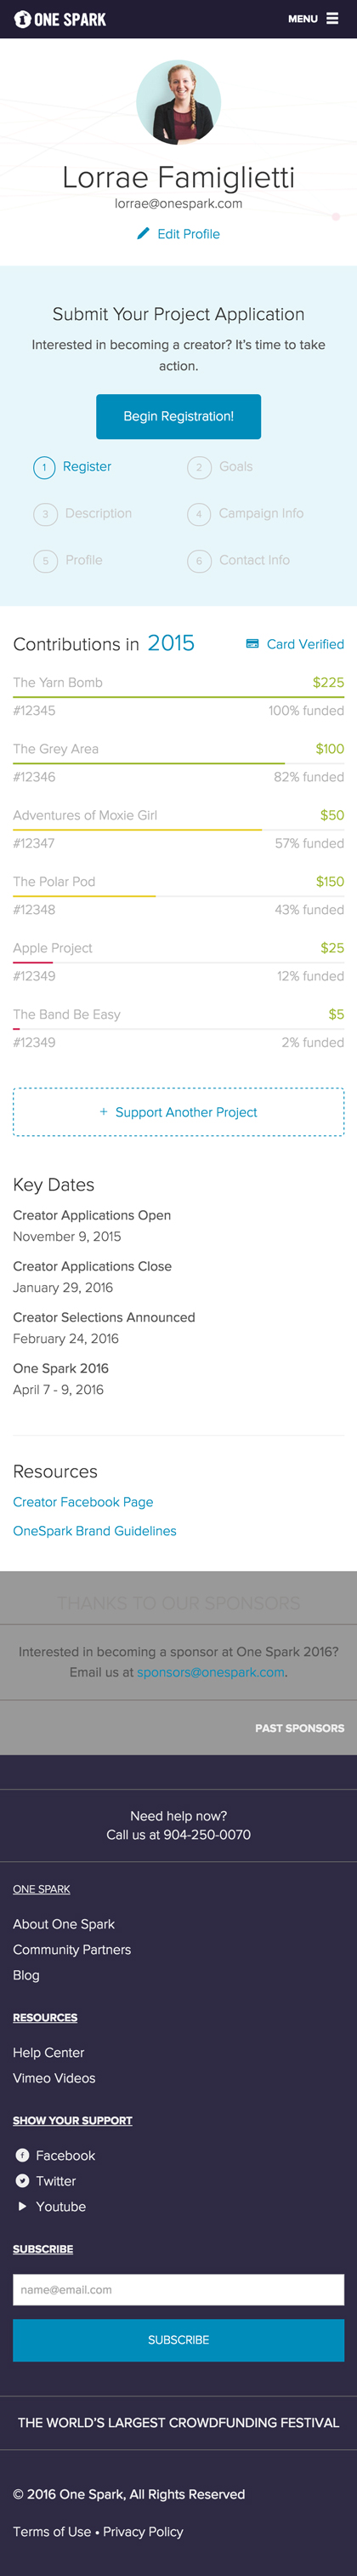 ONE SPARK
MENU
Lorrae Famiglietti
lorrae@onespark.com
Edit Profile
Submit Your Project Application
Interested in becoming a creator? It's time to take
action.
Begin Registration!
1 Register
2 Goals
3 Description
4 Campaign Info
5 Profile
6 Contact Info
Contributions in 2015
Card Verified
The Yarn Bomb $225
#12345 100% funded
The Grey Area $100
#12346 82% funded
Adventures of Moxie Girl $50
#12347 57% funded
The Polar Pod $150
#12348 43% funded
Apple Project $25
#12349 12% funded
The Band Be Easy $5
#12349 2% funded
+ Support Another Project
Key Dates
Creator Applications Open
November 9, 2015
Creator Applications Close
January 29, 2016
Creator Selections Announced
February 24, 2016
One Spark 2016
April 7 - 9, 2016
Resources
Creator Facebook Page
OneSpark Brand Guidelines
THANKS TO OUR SPONSORS
Interested in becoming a sponsor at One Spark 2016?
Email us at sponsors@onespark.com.
PAST SPONSORS
Need help now?
Call us at 904-250-0070
ONE SPARK
About One Spark
Community Partners
Blog
RESOURCES
Help Center
Vimeo Videos
SHOW YOUR SUPPORT
Facebook
Twitter
Youtube
SUBSCRIBE
name@email.com
SUBSCRIBE
THE WORLD'S LARGEST CROWDFUNDING FESTIVAL
© 2016 One Spark, All Rights Reserved
Terms of Use • Privacy Policy